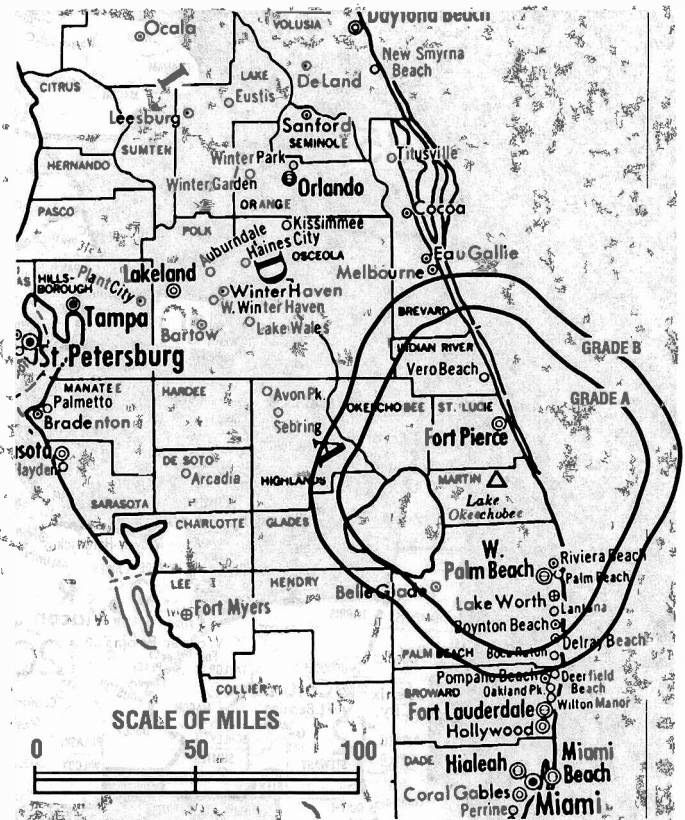 Daytona Beach
VOLUSIA
Ocala
New Smyrna
Beach
LAKE
DeLand
CITRUS
Eustis
Leesburg
Sanford
SEMINOLE
SUMTER
Winter Park
Titusville
HERNANDO
Winter Garden
Orlando
ORANGE
PASCO
Cocoa
POLK
Kissimmee
Auburndale
Haines City
OSCEOLA
Eau Gallie
Melbourne
HILLS-
BOROUGH
Plant City
Lakeland
Winter Haven
Tampa
W. Winter Haven
BREVARD
Bartow
Lake Wales
St. Petersburg
INDIAN RIVER
GRADE B
Vero Beach
MANATEE
HARDEE
Avon Pk.
GRADE A
Palmetto
OKEECHOBEE
ST. LUCIE
Bradenton
Sebring
Fort Pierce
DE SOTO
Arcadia
HIGHLANDS
MARTIN
Lake
Okeechobee
SARASOTA
CHARLOTTE
GLADES
W.
Palm Beach
Riviera Beach
Palm Beach
LEE
HENDRY
Belle Glade
Lake Worth
Lantana
Fort Myers
Boynton Beach
Delray Beach
PALM BEACH
Boca Raton
COLLIER
Pompano Beach
Deerfield
Beach
BROWARD
Oakland Pk.
Wilton Manor
SCALE OF MILES
Fort Lauderdale
Hollywood
0 50 100
DADE
Hialeah
Miami
Beach
Coral Gables
Miami
Perrine